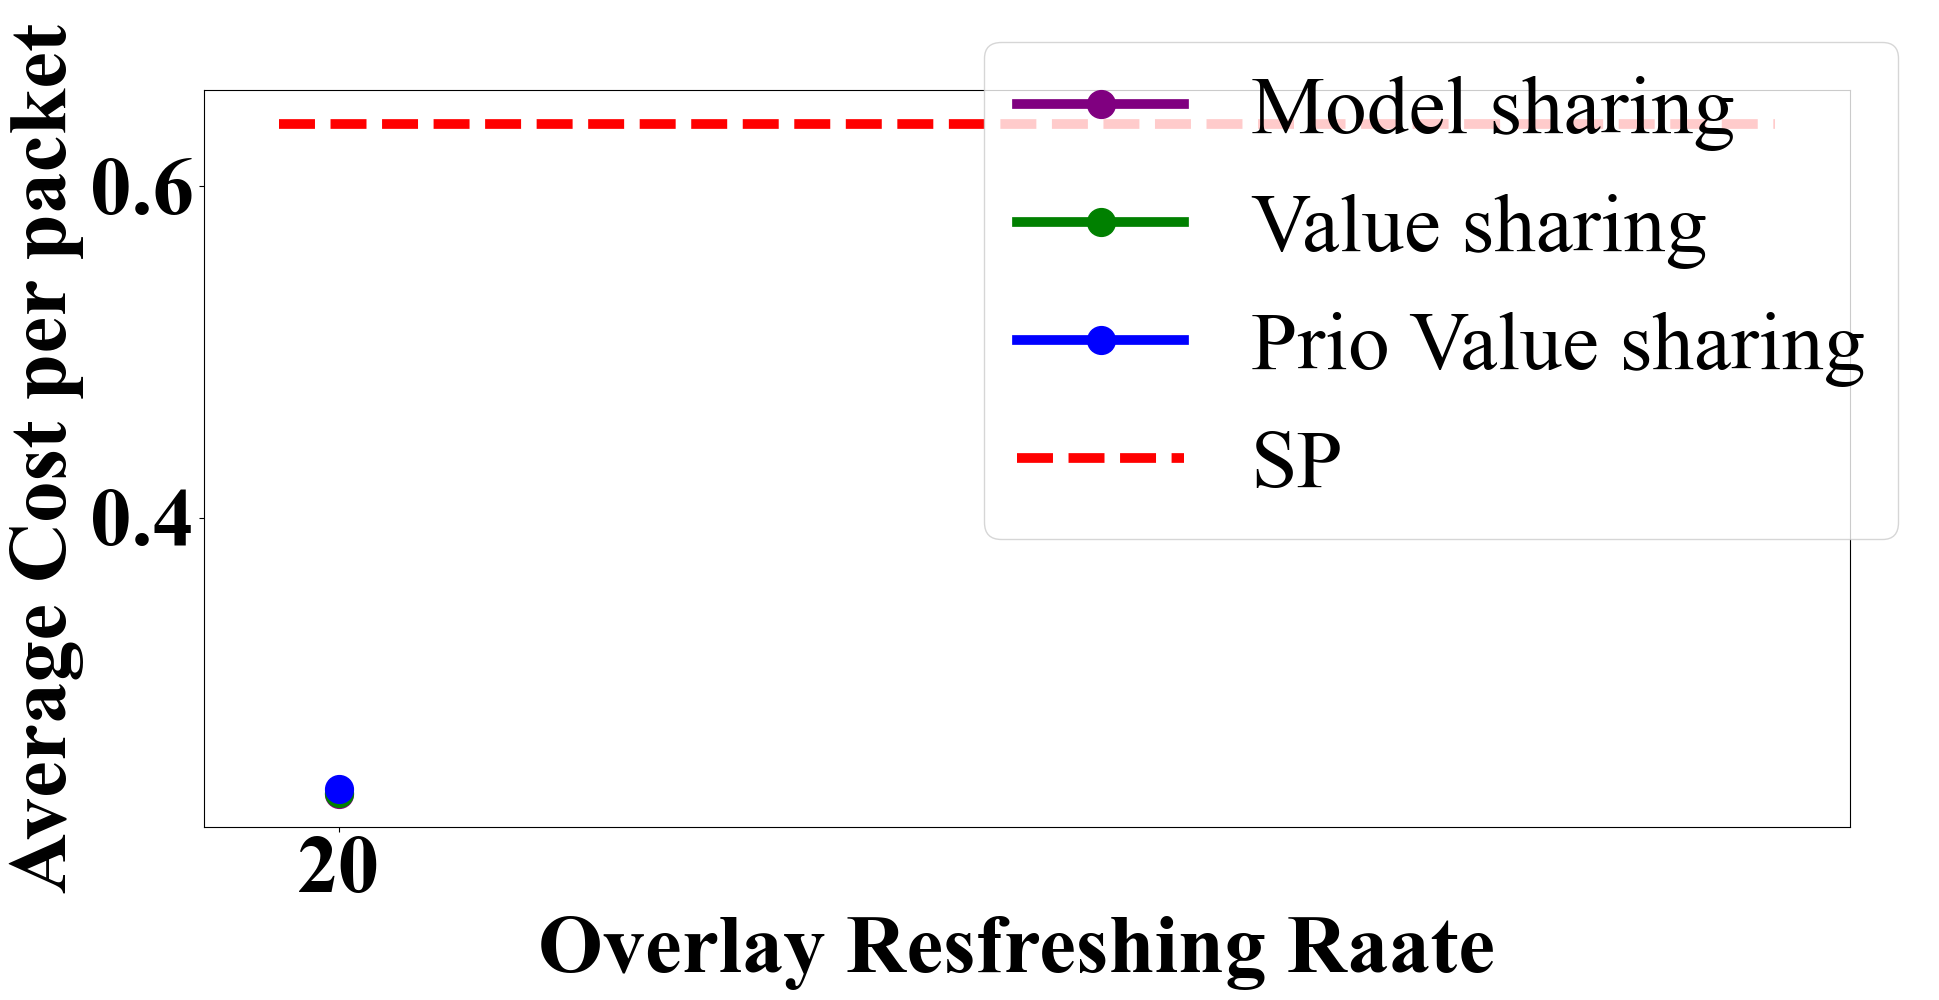 Average Cost per packet
0.6
0.4
20
Overlay Resfreshing Raate
Model sharing
Value sharing
Prio Value sharing
SP